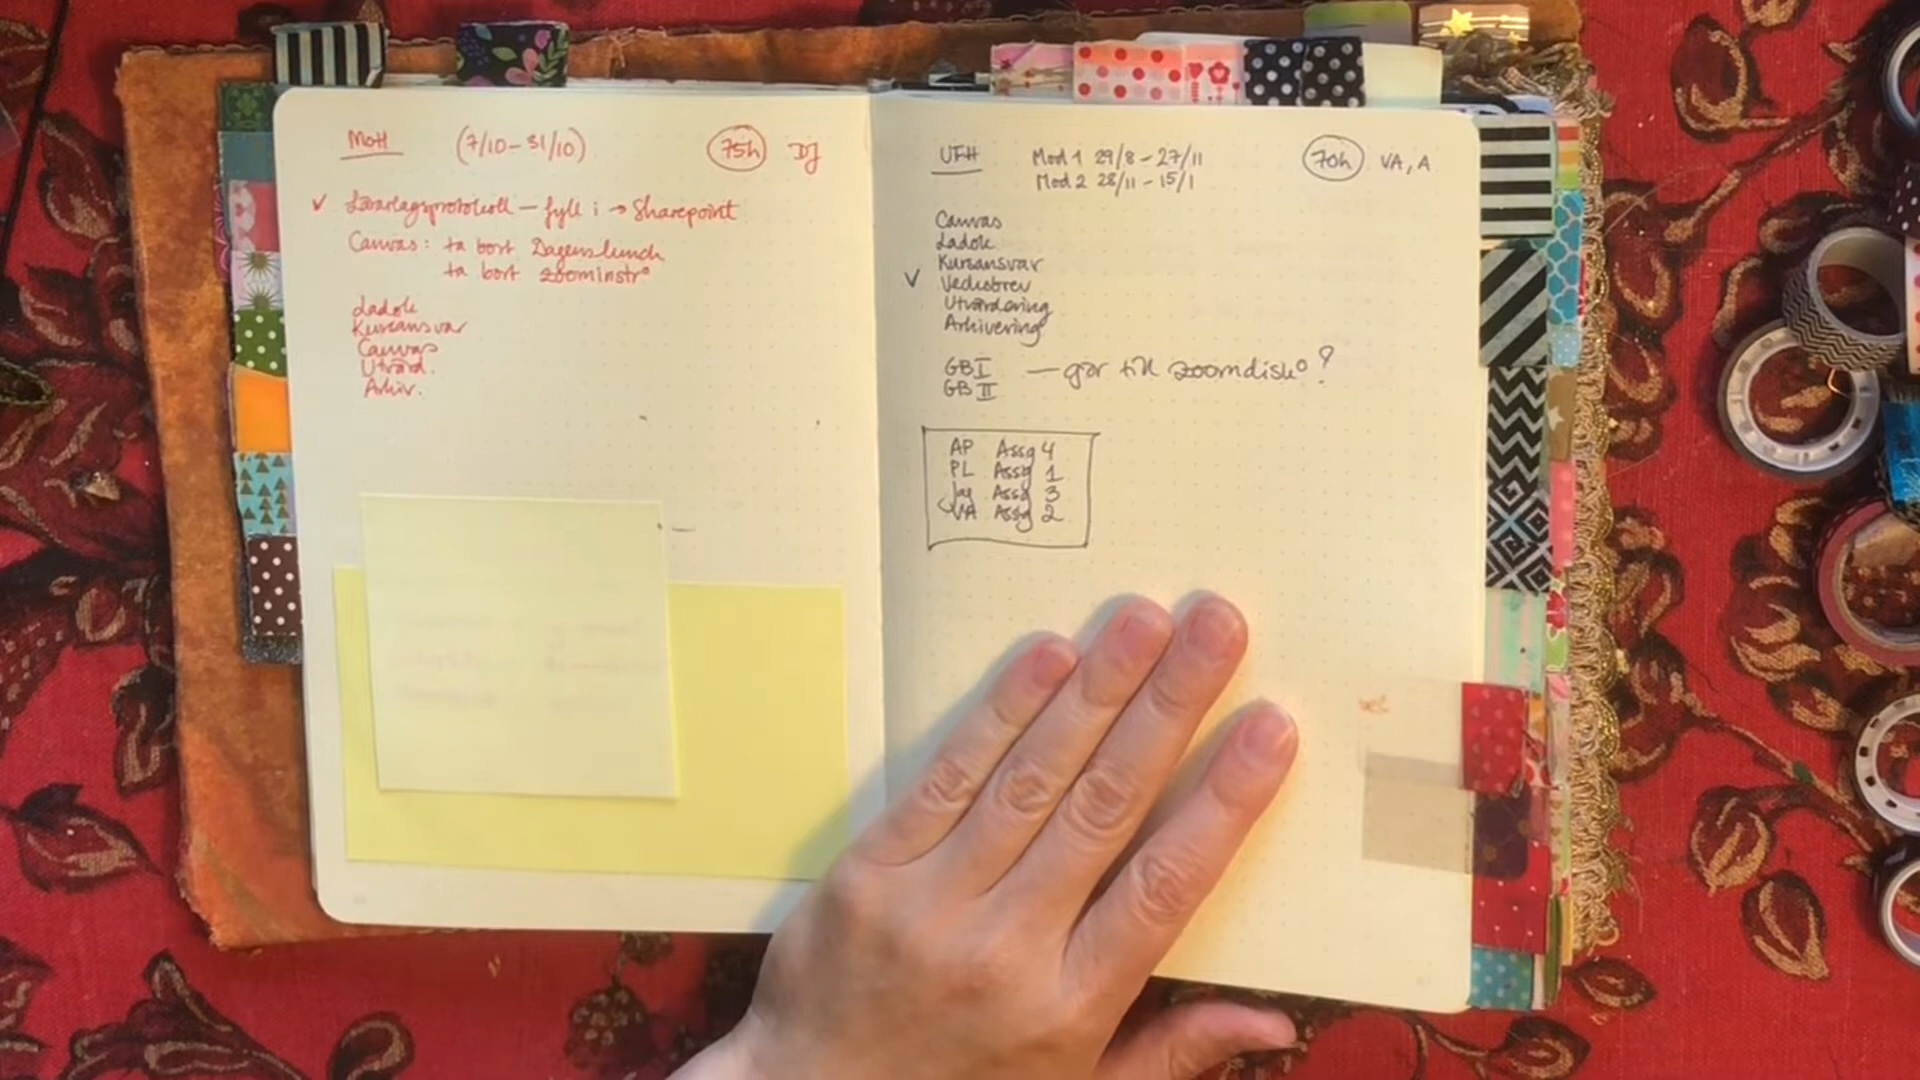 MoH (7/10-31/10) 75h DJ
✓ Lärarlagsprotokoll - fyll i → Sharepoint
Canvas: ta bort Dagens lunch
ta bort zoominstr°
Ladok
Kursansvar
Canvas
Utvärd.
Arkiv.
UFH Mod 1 29/8-27/11 70h VA, A
Mod 2 28/11-15/1
Canvas
Ladok
Kursansvar
✓ Veckobrev
Utvärdering
Arkivering
GB I - gör till zoomdisk° ?
GB II
AP Assg 4
PL Assg 1
Jag Assg 3
VA Assg 2